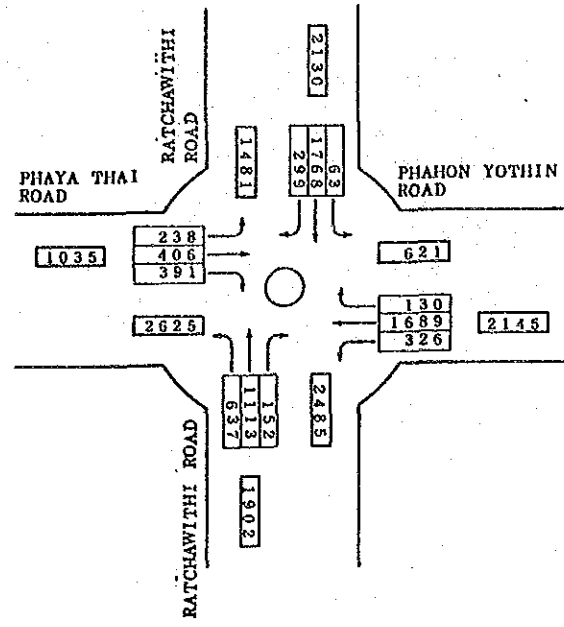 RATCHAWITHI
ROAD
2130
1481
299
1768
63
PHAYA THAI
ROAD
PHAHON YOTHIN
ROAD
238
406
391
1035
621
2625
130
1689
326
2145
637
1113
152
2485
1902
RATCHAWITHI ROAD